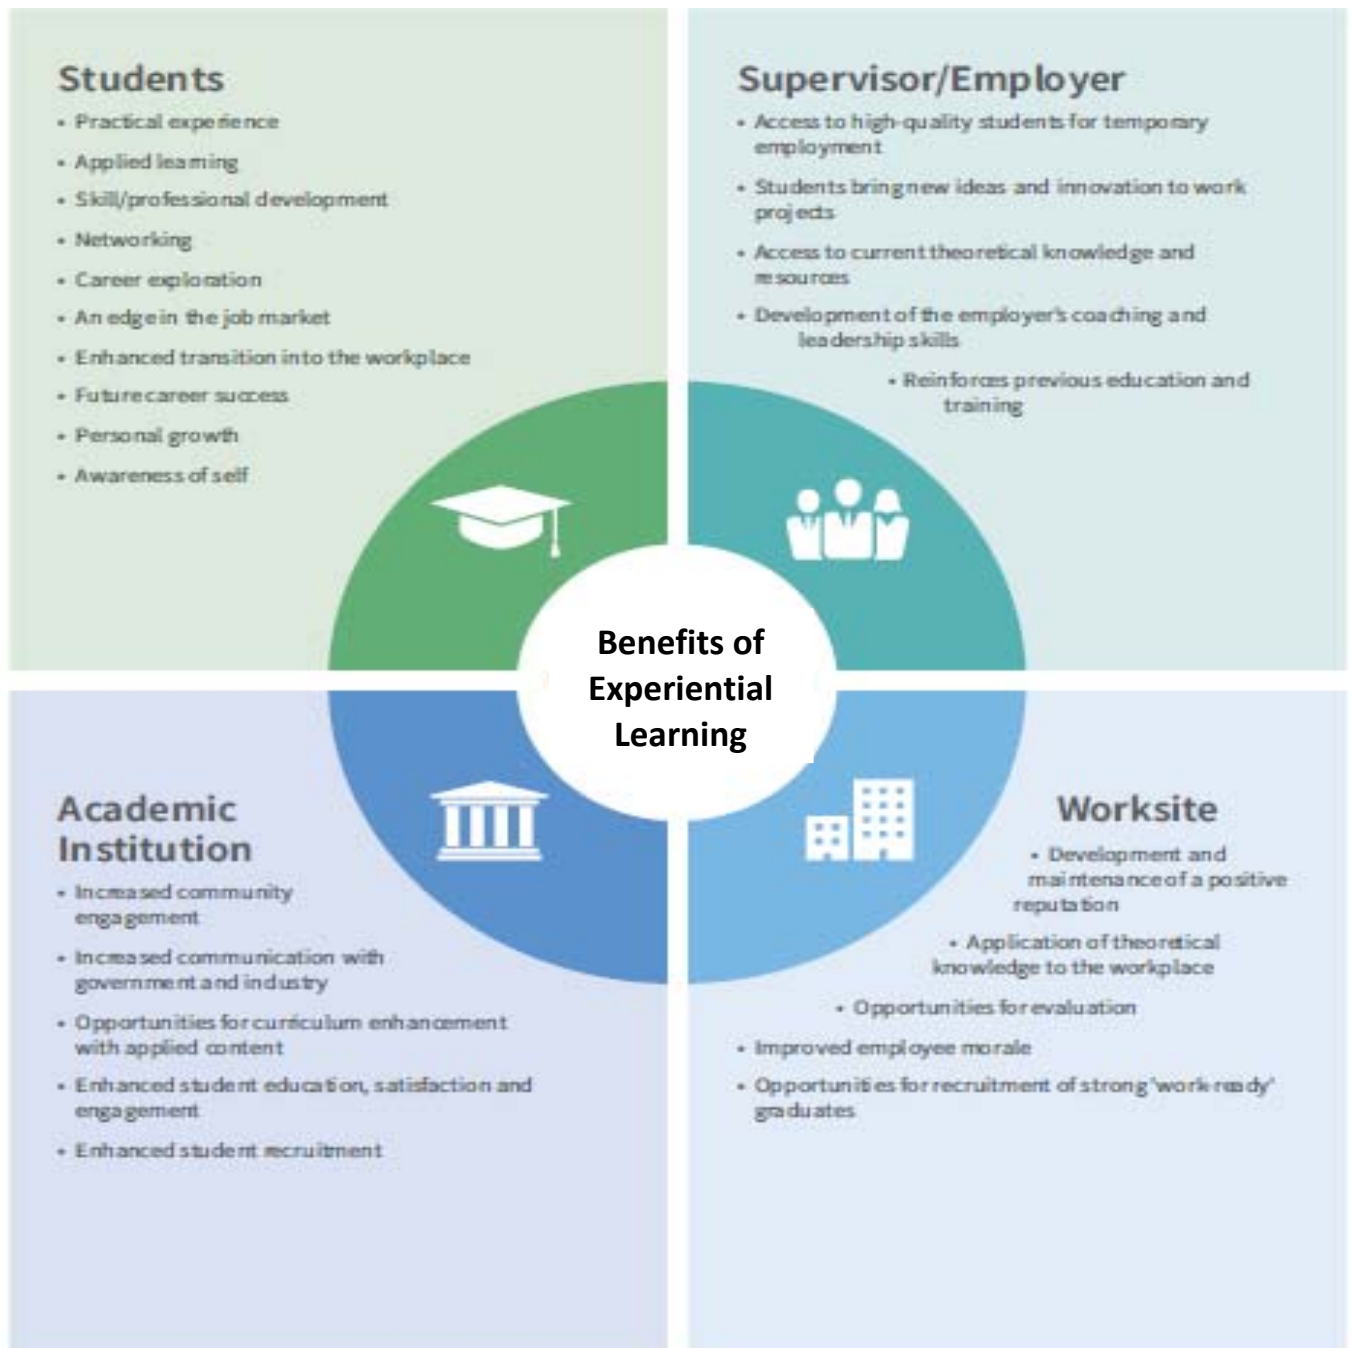 Students
• Practical experience
• Applied learning
• Skill/professional development
• Networking
• Career exploration
• An edge in the job market
• Enhanced transition into the workplace
• Future career success
• Personal growth
• Awareness of self
Supervisor/Employer
• Access to high-quality students for temporary
employment
• Students bring new ideas and innovation to work
projects
• Access to current theoretical knowledge and
resources
• Development of the employer's coaching and
leadership skills
• Reinforces previous education and
training
Benefits of
Experiential
Learning
Academic
Institution
• Increased community
engagement
• Increased communication with
government and industry
• Opportunities for curriculum enhancement
with applied content
• Enhanced student education, satisfaction and
engagement
• Enhanced student recruitment
Worksite
• Development and
maintenance of a positive
reputation
• Application of theoretical
knowledge to the workplace
• Opportunities for evaluation
• Improved employee morale
• Opportunities for recruitment of strong 'work-ready'
graduates